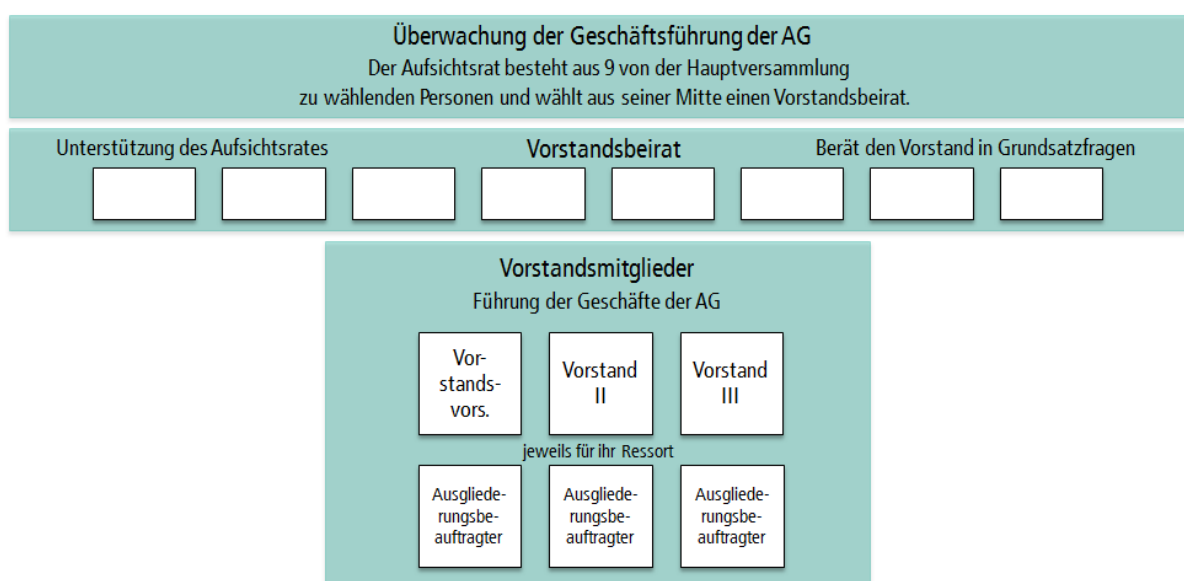 Überwachung der Geschäftsführung der AG
Der Aufsichtsrat besteht aus 9 von der Hauptversammlung
zu wählenden Personen und wählt aus seiner Mitte einen Vorstandsbeirat.
Unterstützung des Aufsichtsrates
Vorstandsbeirat
Berät den Vorstand in Grundsatzfragen
Vorstandsmitglieder
Führung der Geschäfte der AG
Vor-
stands-
vors.
Vorstand
II
Vorstand
III
jeweils für ihr Ressort
Ausgliede-
rungsbe-
auftragter
Ausgliede-
rungsbe-
auftragter
Ausgliede-
rungsbe-
auftragter